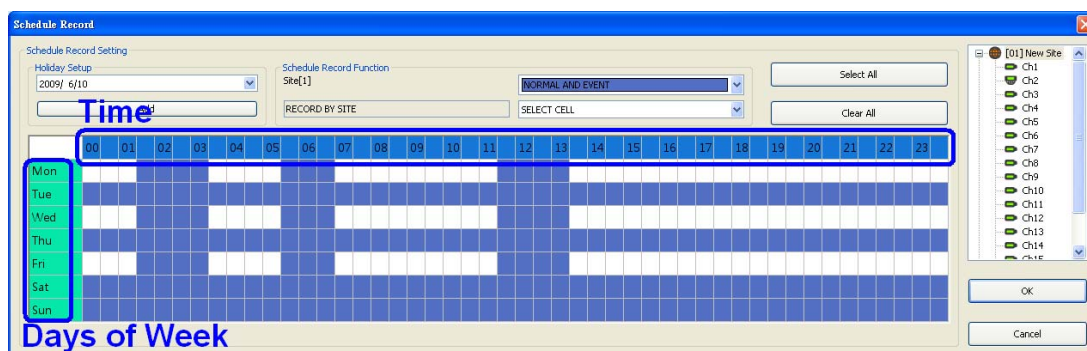 Schedule Record
Schedule Record Setting
Holiday Setup
2009/ 6/10
Time
Schedule Record Function
Site[1]
NORMAL AND EVENT
RECORD BY SITE
SELECT CELL
Select All
Clear All
00 01 02 03 04 05 06 07 08 09 10 11 12 13 14 15 16 17 18 19 20 21 22 23
Mon
Tue
Wed
Thu
Fri
Sat
Sun
Days of Week
[01] New Site
Ch1
Ch2
Ch3
Ch4
Ch5
Ch6
Ch7
Ch8
Ch9
Ch10
Ch11
Ch12
Ch13
Ch14
Ch15
OK
Cancel